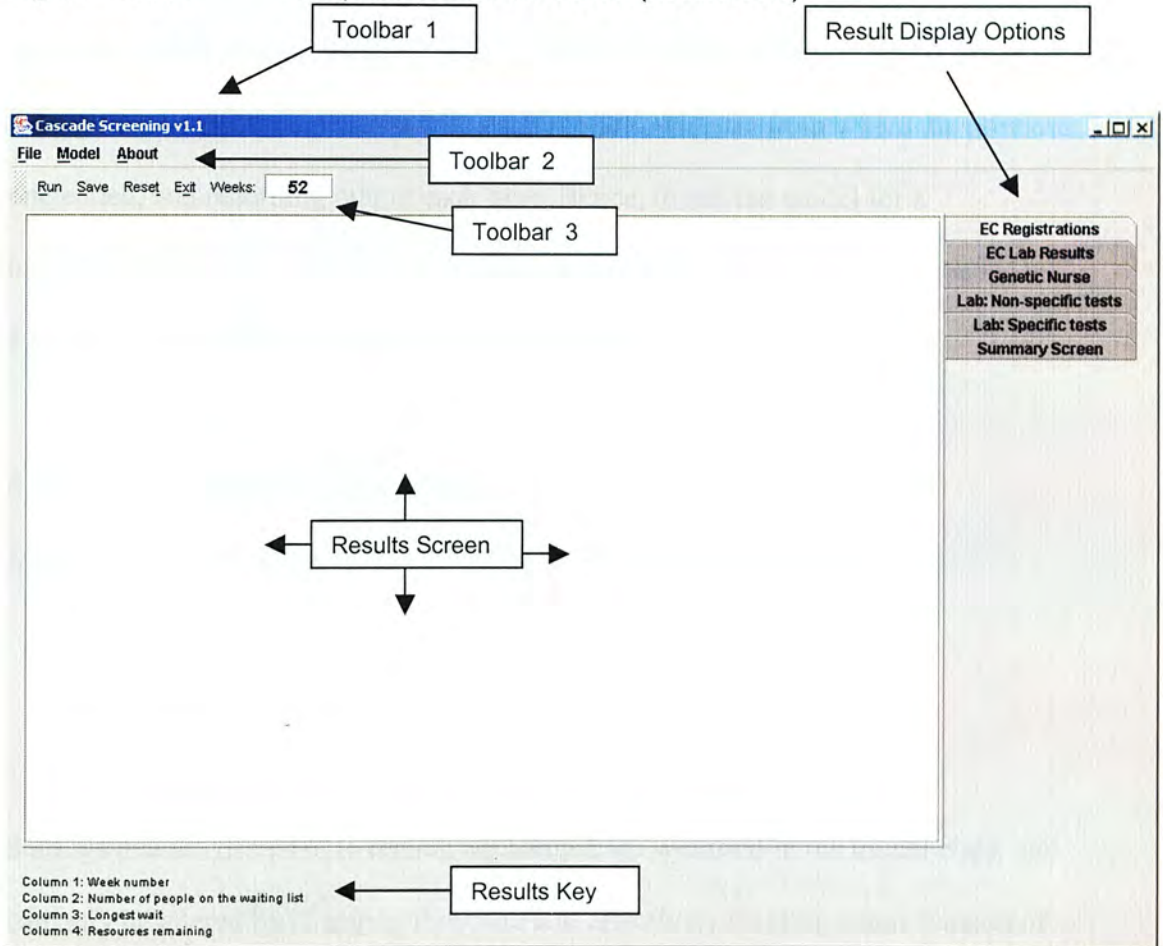 Toolbar 1
Result Display Options
Cascade Screening v1.1
File Model About
Toolbar 2
Run Save Reset Exit Weeks: 52
Toolbar 3
EC Registrations
EC Lab Results
Genetic Nurse
Lab: Non-specific tests
Lab: Specific tests
Summary Screen
Results Screen
Results Key
Column 1: Week number
Column 2: Number of people on the waiting list
Column 3: Longest wait
Column 4: Resources remaining